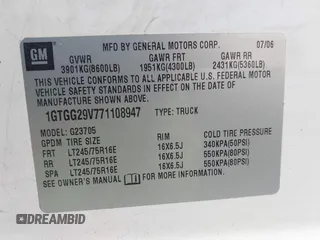 GM
MFD BY GENERAL MOTORS CORP. 07/06
GVWR GAWR FRT GAWR RR
3901KG(8600LB) 1951KG(4300LB) 2431KG(5360LB)
THIS VEHICLE CONFORMS TO ALL APPLICABLE U.S. FEDERAL MOTOR
VEHICLE SAFETY STANDARDS IN EFFECT ON THE DATE OF
MANUFACTURE SHOWN ABOVE.
1GTGG29V771108947 TYPE: TRUCK
MODEL: G23705
GPDM TIRE SIZE RIM COLD TIRE PRESSURE
FRT LT245/75R16E 16X6.5J 340KPA(50PSI)
RR LT245/75R16E 16X6.5J 550KPA(80PSI)
SPA LT245/75R16E 16X6.5J 550KPA(80PSI)
SEE OWNER'S MANUAL FOR ADDITIONAL INFORMATION.
DREAMBID